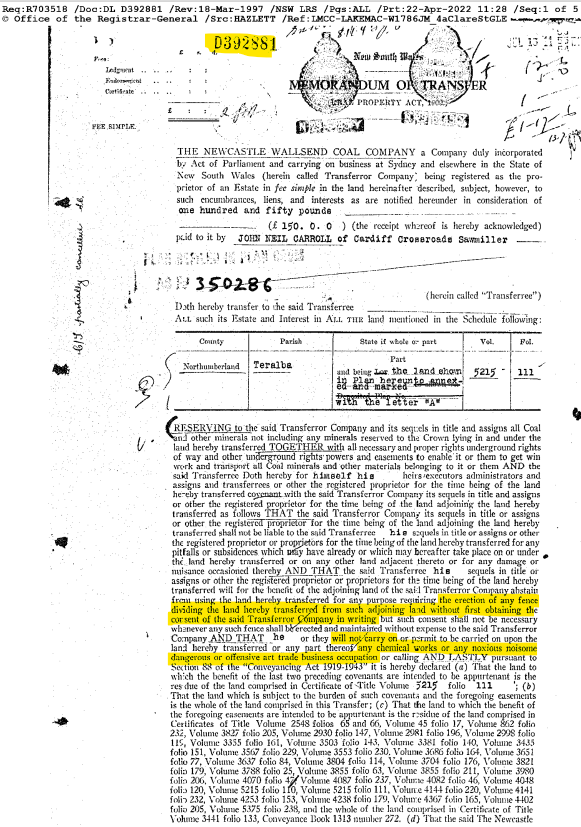 Req:R703518 /Doc:DL D392881 /Rev:18-Mar-1997 /NSW LRS /Pgs:ALL /Prt:22-Apr-2022 11:28 /Seq:1 of 5
© Office of the Registrar-General /Src:HAZLETT /Ref:LMCC-LAKEMAC-W1786JM_4aClareStGLE
D392881
New South Wales
MEMORANDUM OF TRANSFER
REAL PROPERTY ACT, 1900
Fees:
£ s. d.
Lodgment .. .. .. : :
Endorsement .. .. : :
Certificate .. .. : :
£ : :
FEE SIMPLE.
THE NEWCASTLE WALLSEND COAL COMPANY a Company duly incorporated
by Act of Parliament and carrying on business at Sydney and elsewhere in the State of
New South Wales (herein called Transferror Company) being registered as the pro-
prietor of an Estate in fee simple in the land hereinafter described, subject, however, to
such encumbrances, liens, and interests as are notified hereunder in consideration of
one hundred and fifty pounds
(£ 150. 0. 0 ) (the receipt whereof is hereby acknowledged)
paid to it by JOHN NEIL CARROLL of Cardiff Crossroads Sawmiller
350286
(herein called "Transferree")
Doth hereby transfer to the said Transferree
ALL such its Estate and Interest in ALL THE land mentioned in the Schedule following:
County Parish State if whole or part Vol. Fol.
Northumberland Teralba Part
and being Lot the land shown
in Plan hereunto annex-
ed and marked
Deposited Plan No.
with the letter "A" 5215 111
RESERVING to the said Transferror Company and its sequels in title and assigns all Coal
and other minerals not including any minerals reserved to the Crown lying in and under the
land hereby transferred TOGETHER with all necessary and proper rights underground rights
of way and other underground rights powers and easements to enable it or them to get win
work and transport all Coal minerals and other materials belonging to it or them AND the
said Transferree Doth hereby for himself his heirs executors administrators and
assigns and transferrees or other the registered proprietor for the time being of the land
hereby transferred covenant with the said Transferror Company its sequels in title and assigns
or other the registered proprietor for the time being of the land adjoining the land hereby
transferred as follows THAT the said Transferror Company its sequels in title or assigns
or other the registered proprietor for the time being of the land adjoining the land hereby
transferred shall not be liable to the said Transferree his sequels in title or assigns or other
the registered proprietor or proprietors for the time being of the land hereby transferred for any
pitfalls or subsidences which may have already or which may hereafter take place on or under
the land hereby transferred or on any other land adjacent thereto or for any damage or
nuisance occasioned thereby AND THAT the said Transferree his sequels in title or
assigns or other the registered proprietor or proprietors for the time being of the land hereby
transferred will for the benefit of the adjoining land of the said Transferror Company abstain
from using the land hereby transferred for any purpose requiring the erection of any fence
dividing the land hereby transferred from such adjoining land without first obtaining the
consent of the said Transferror Company in writing but such consent shall not be necessary
whenever any such fence shall be erected and maintained without expense to the said Transferror
Company AND THAT he or they will not carry on or permit to be carried on upon the
land hereby transferred or any part thereof any chemical works or any noxious noisome
dangerous or offensive act trade business occupation or calling AND LASTLY pursuant to
Section 88 of the "Conveyancing Act 1919-1943" it is hereby declared (a) That the land to
which the benefit of the last two preceding covenants are intended to be appurtenant is the
residue of the land comprised in Certificate of Title Volume 5215 folio 111 ; (b)
That the land which is subject to the burden of such covenants and the foregoing easements
is the whole of the land comprised in this Transfer; (c) That the land to which the benefit of
the foregoing easements are intended to be appurtenant is the residue of the land comprised in
Certificates of Title Volume 2548 folios 65 and 66, Volume 45 folio 17, Volume 862 folio
232, Volume 3827 folio 205, Volume 2930 folio 147, Volume 2981 folio 196, Volume 2998 folio
115, Volume 3355 folio 161, Volume 3503 folio 143, Volume 3381 folio 140, Volume 3435
folio 151, Volume 3567 folio 229, Volume 3553 folio 230, Volume 3686 folio 164, Volume 3651
folio 77, Volume 3637 folio 84, Volume 3804 folio 114, Volume 3704 folio 176, Volume 3821
folio 179, Volume 3788 folio 25, Volume 3855 folio 63, Volume 3855 folio 211, Volume 3980
folio 206, Volume 4070 folio 47, Volume 4087 folio 237, Volume 4082 folio 46, Volume 4048
folio 120, Volume 5215 folio 110, Volume 5215 folio 111, Volume 4144 folio 220, Volume 4141
folio 232, Volume 4253 folio 153, Volume 4238 folio 179, Volume 4367 folio 165, Volume 4402
folio 205, Volume 5375 folio 238, and the whole of the land comprised in Certificate of Title
Volume 3441 folio 133, Conveyance Book 1313 number 272. (d) That the said The Newcastle